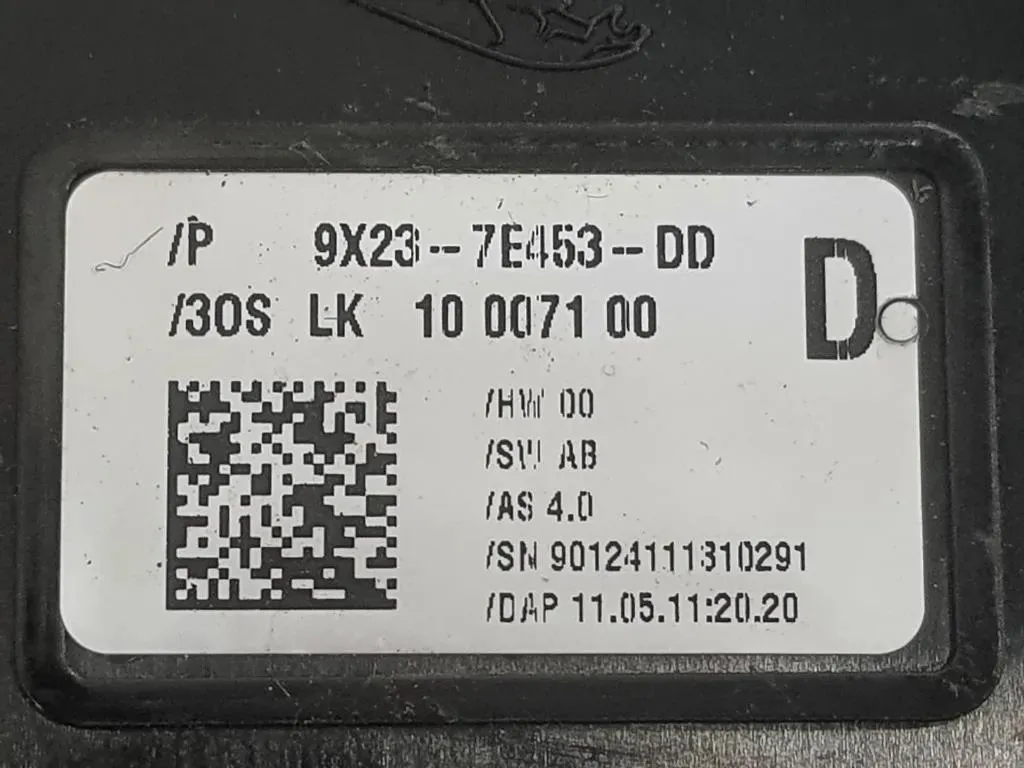 /P 9X23-7E453-DD
D
/30S LK 10 0071 00
/HW 00
/SW AB
/AS 4.0
/SN 90124111310291
/DAP 11.05.11:20.20